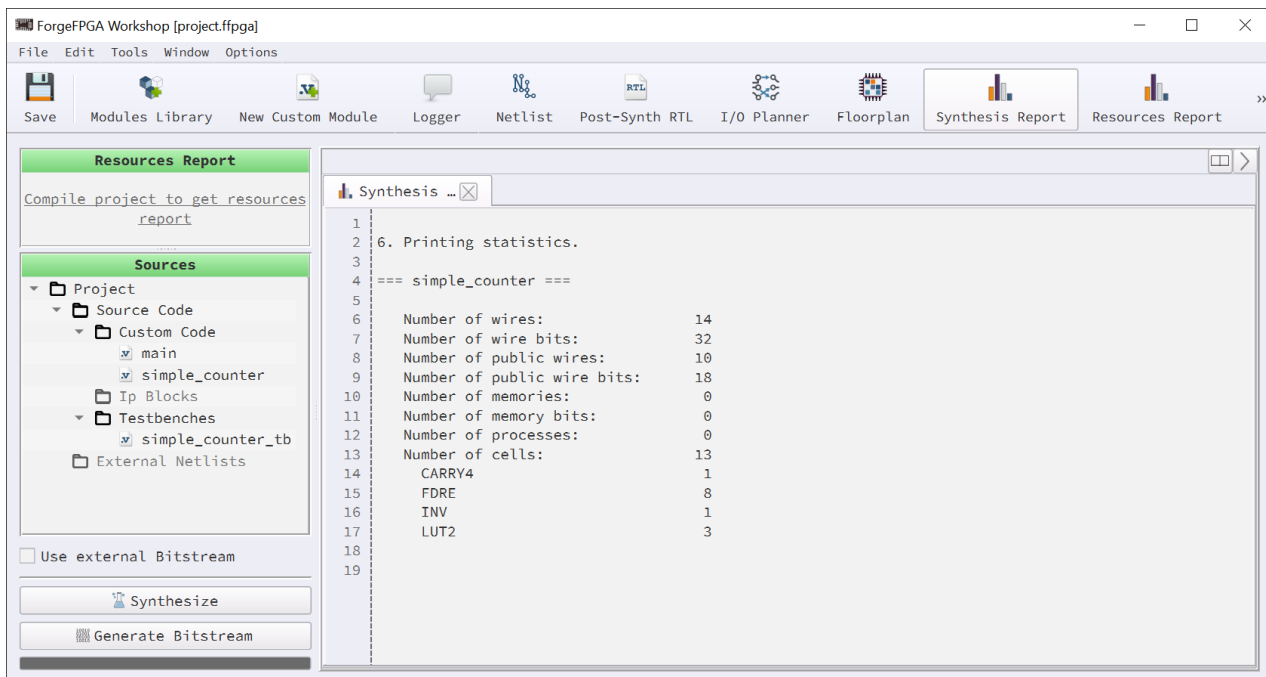 ForgeFPGA Workshop [project.ffpga]
File Edit Tools Window Options
Save Modules Library New Custom Module Logger Netlist Post-Synth RTL I/O Planner Floorplan Synthesis Report Resources Report »
RTL
Resources Report
Compile project to get resources
report
Sources
Project
Source Code
Custom Code
main
simple_counter
Ip Blocks
Testbenches
simple_counter_tb
External Netlists
Use external Bitstream
Synthesize
Generate Bitstream
Synthesis …
1
2 6. Printing statistics.
3
4 === simple_counter ===
5
6 Number of wires: 14
7 Number of wire bits: 32
8 Number of public wires: 10
9 Number of public wire bits: 18
10 Number of memories: 0
11 Number of memory bits: 0
12 Number of processes: 0
13 Number of cells: 13
14 CARRY4 1
15 FDRE 8
16 INV 1
17 LUT2 3
18
19